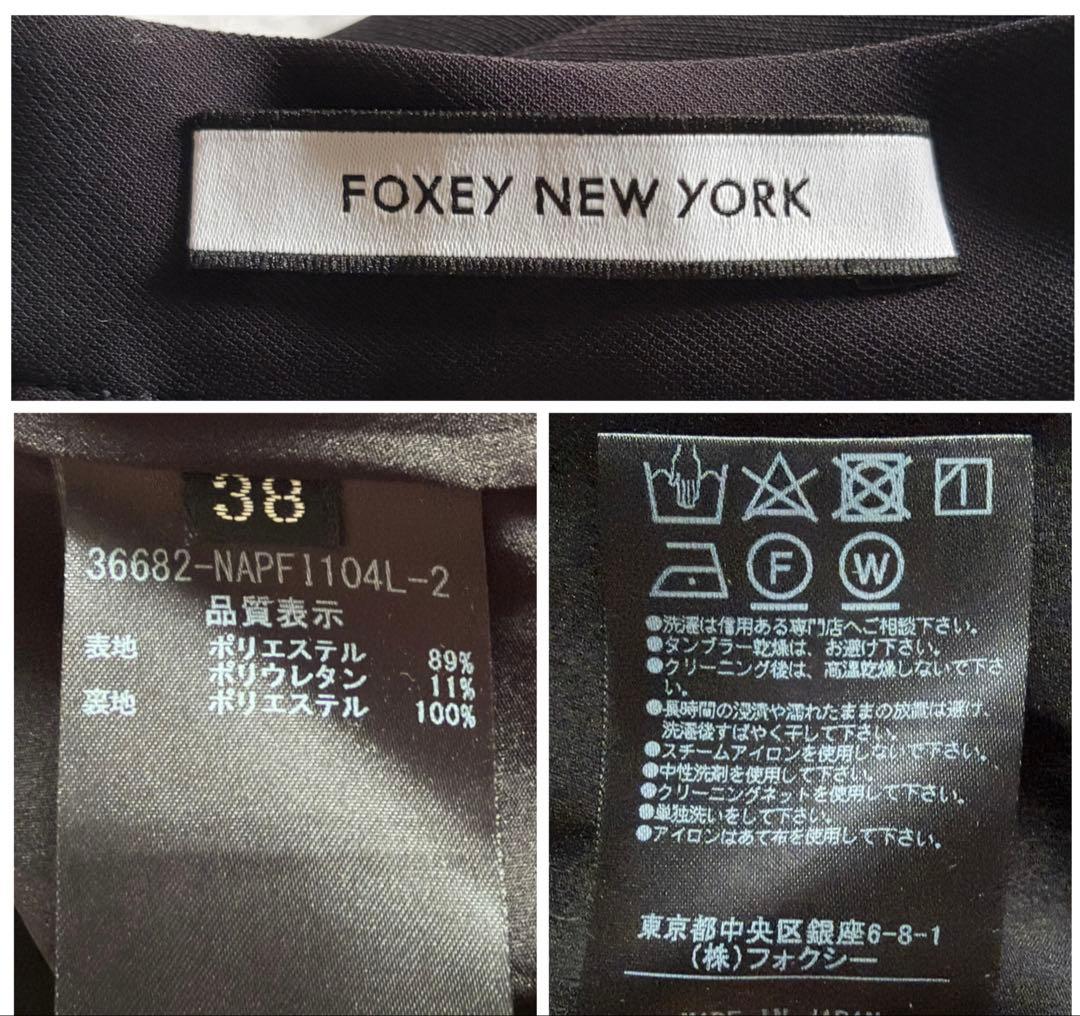 FOXEY NEW YORK
38
36682-NAPFI104L-2
品質表示
表地 ポリエステル 89%
ポリウレタン 11%
裏地 ポリエステル 100%
F W
●洗濯は信用ある専門店へご相談下さい。
●タンブラー乾燥は、お避け下さい。
●クリーニング後は、高温乾燥しないで下さ
い。
●長時間の浸漬や濡れたままの放置は避け、
洗濯後すばやく干して下さい。
●スチームアイロンを使用しないで下さい。
●中性洗剤を使用して下さい。
●クリーニングネットを使用して下さい。
●単独洗いをして下さい。
●アイロンはあて布を使用して下さい。
東京都中央区銀座6-8-1
(株)フォクシー
MADE IN JAPAN